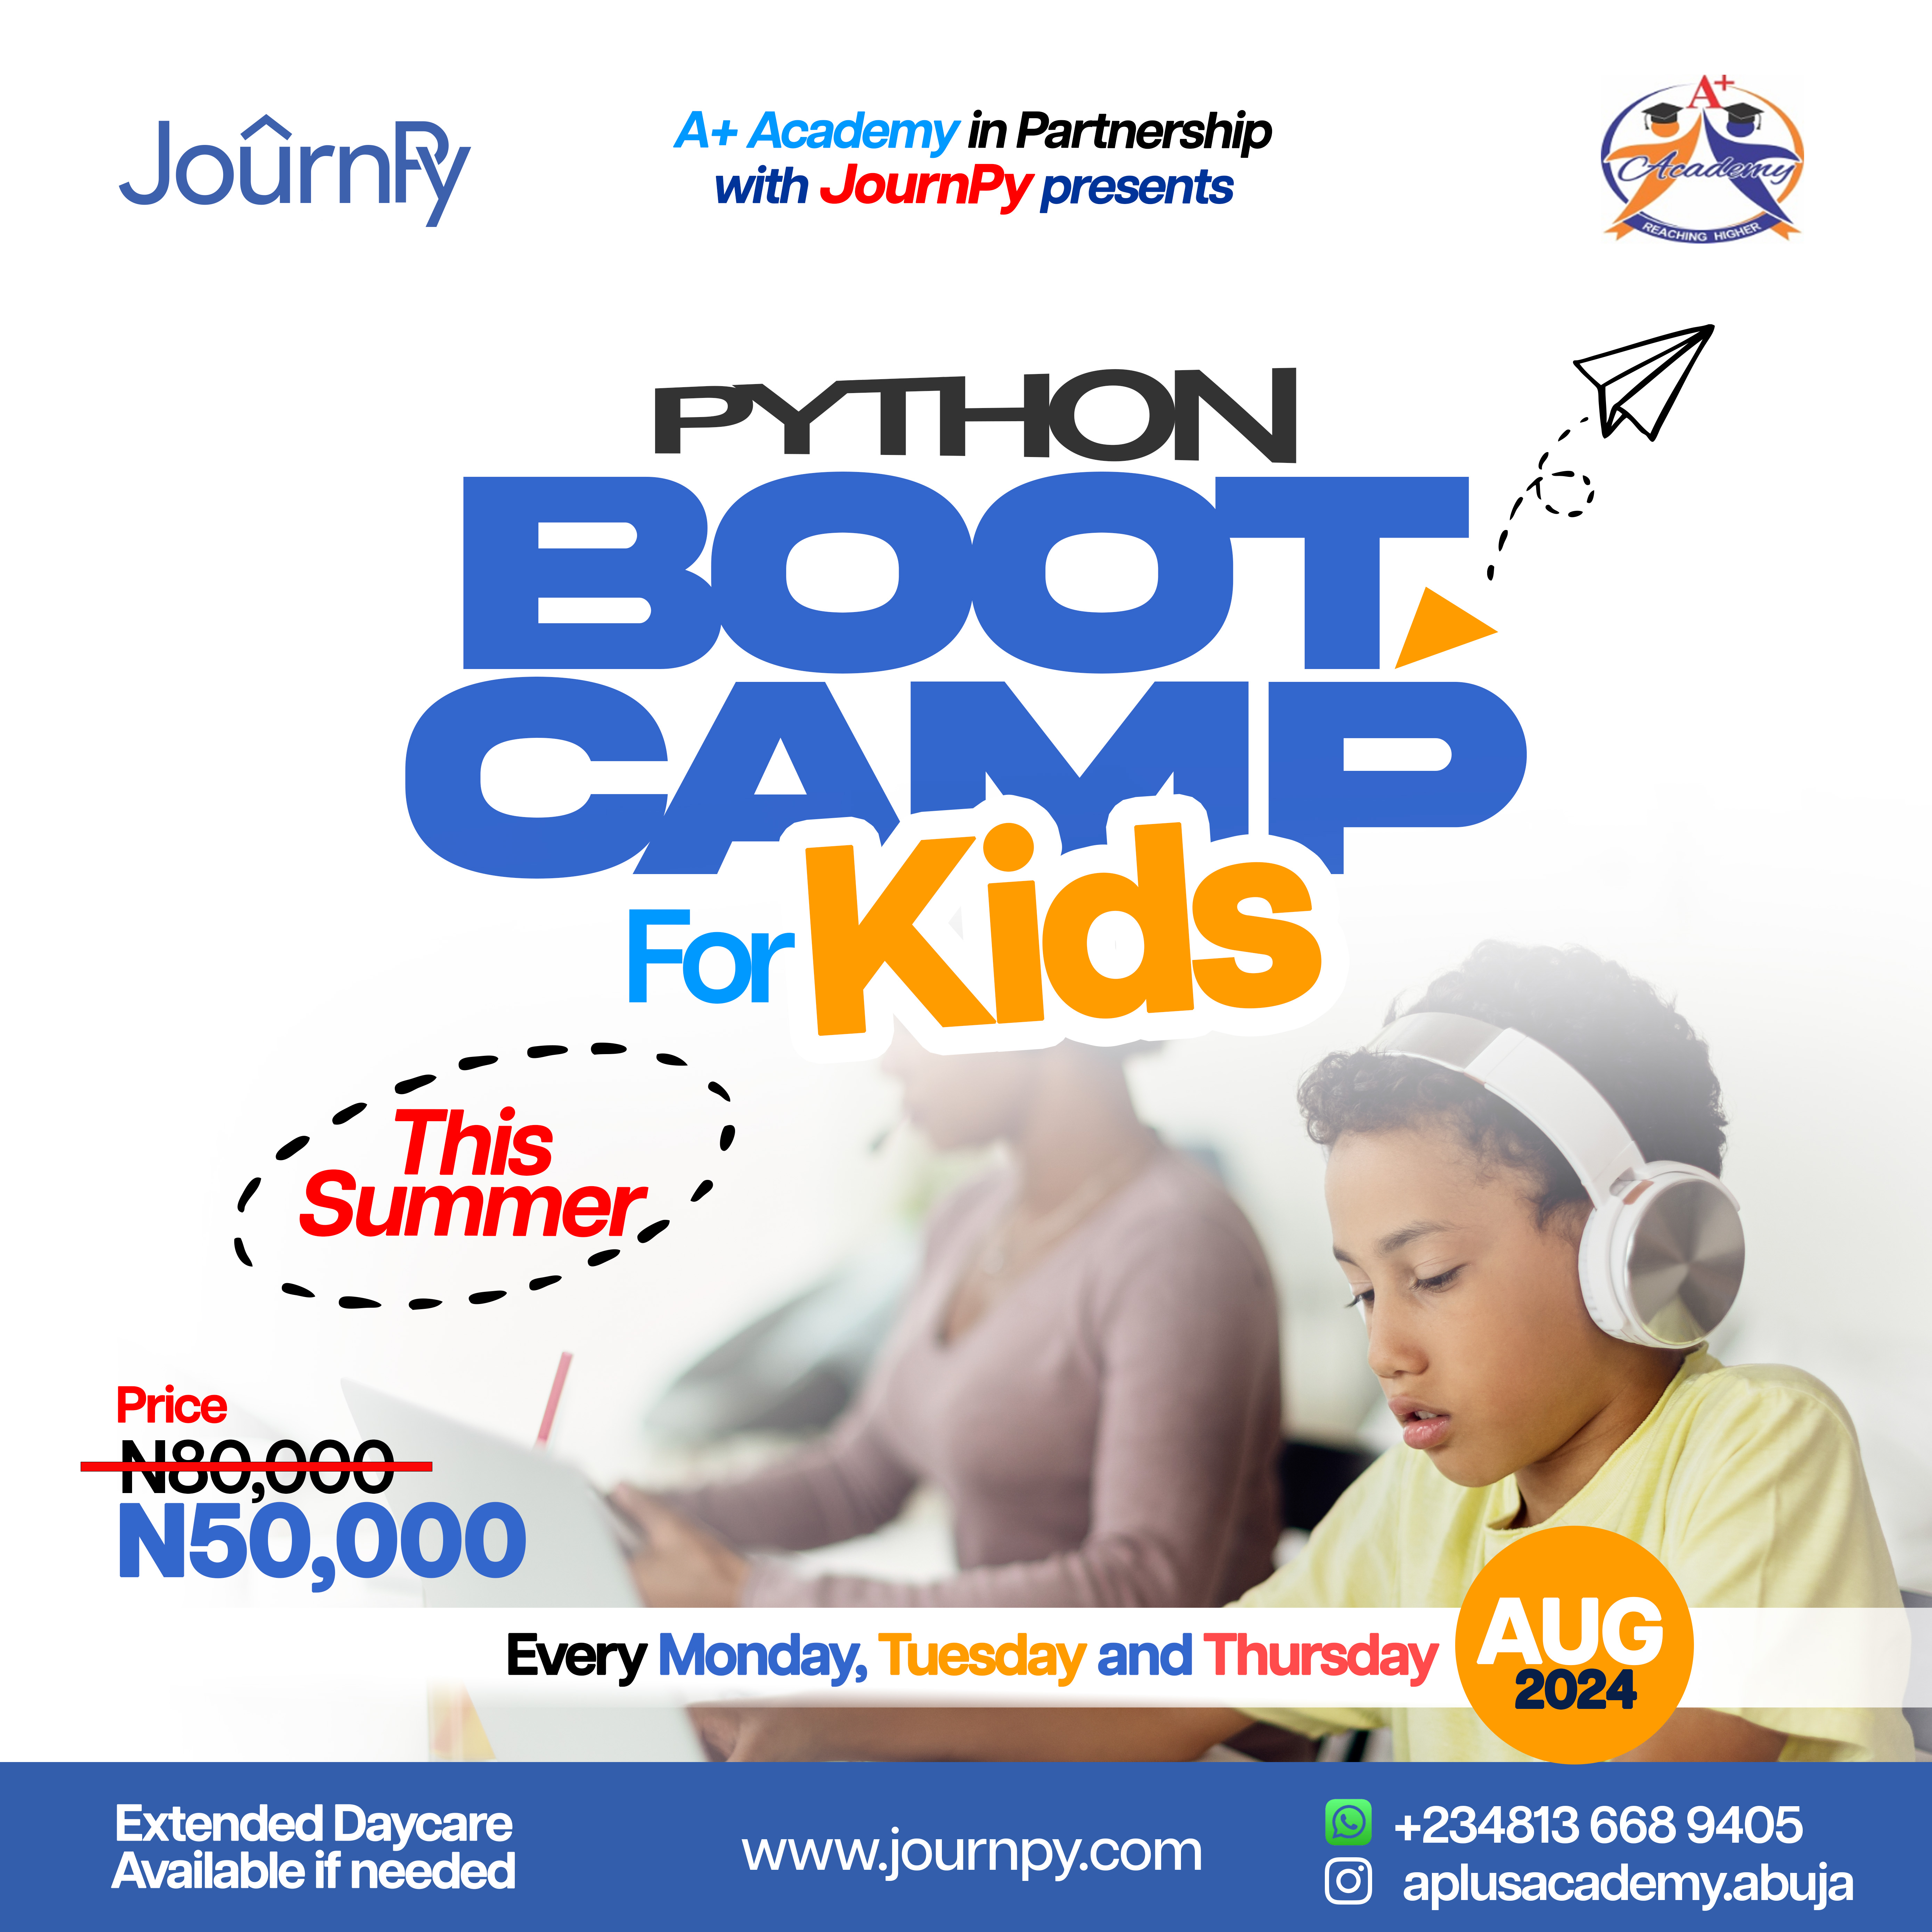 JournPy
A+ Academy in Partnership
with JournPy presents
A+
Academy
REACHING HIGHER
PYTHON
BOOT
CAMP
For Kids
This
Summer
Price
N80,000
N50,000
Every Monday, Tuesday and Thursday
AUG
2024
Extended Daycare
Available if needed
www.journpy.com
+234813 668 9405
aplusacademy.abuja